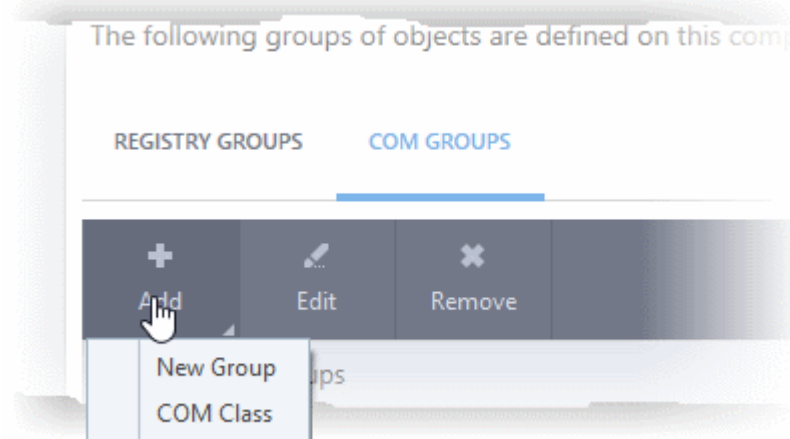 The following groups of objects are defined on this com
REGISTRY GROUPS COM GROUPS
Add Edit Remove
New Group
ups
COM Class